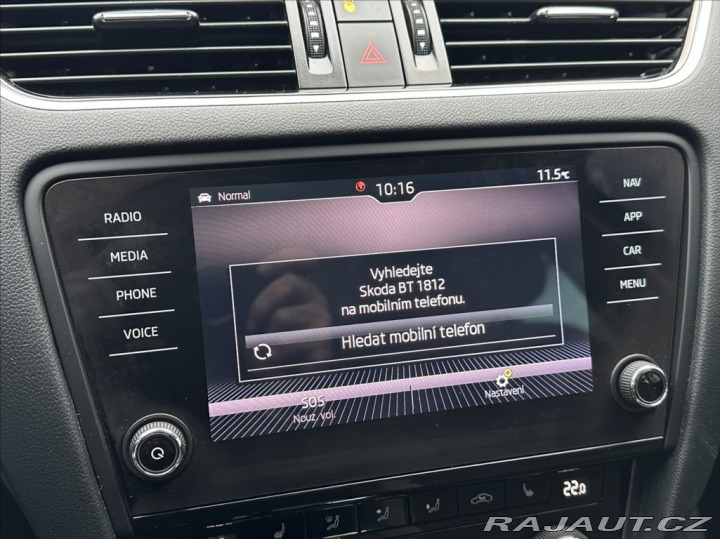 Normal
10:16
11.5°C
RADIO
MEDIA
PHONE
VOICE
NAV
APP
CAR
MENU
Vyhledejte
Skoda BT 1812
na mobilním telefonu.
Hledat mobilní telefon
SOS
Nouz./vol.
Nastavení
22.0
RAJAUT.CZ